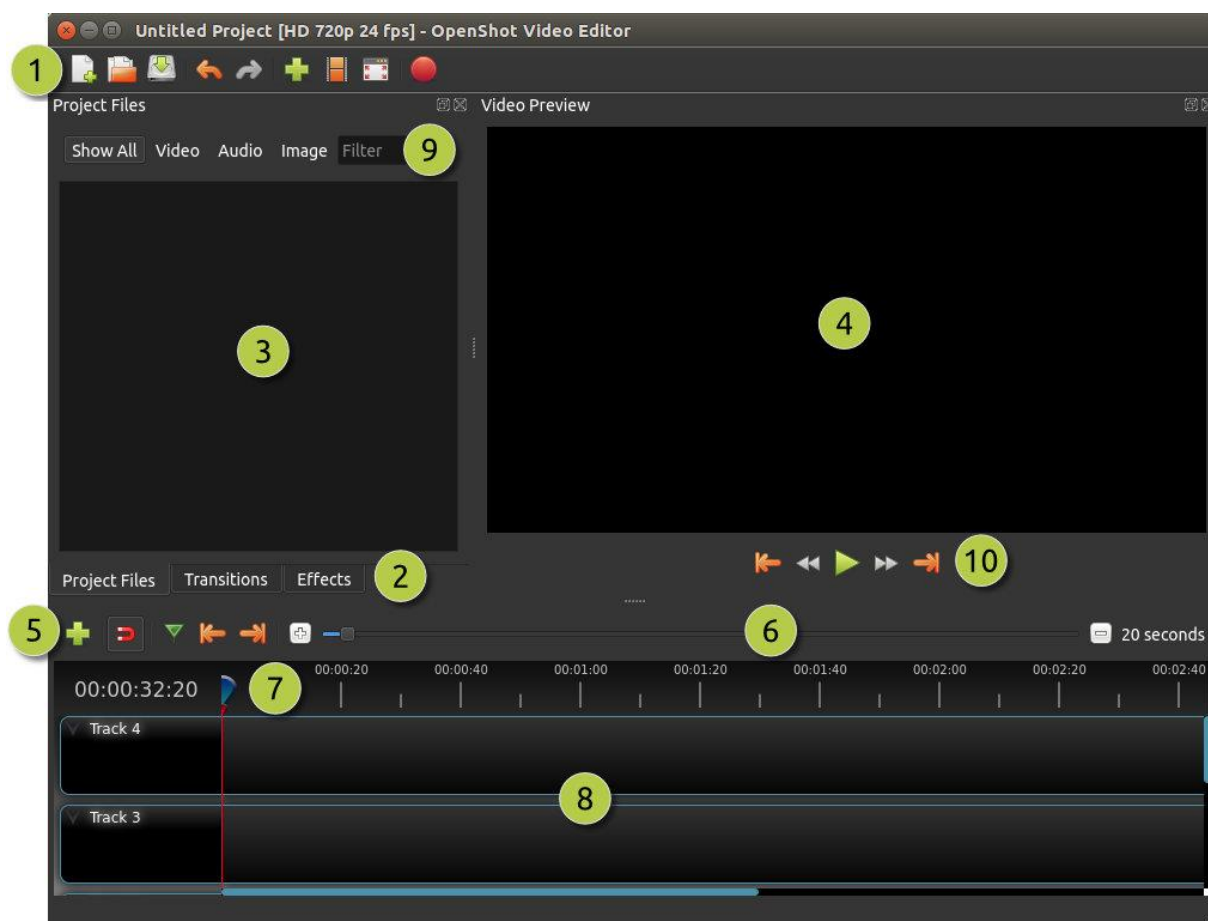 Untitled Project [HD 720p 24 fps] - OpenShot Video Editor
1
Project Files
Video Preview
Show All Video Audio Image Filter
9
3
4
Project Files Transitions Effects
2
10
5
6
20 seconds
00:00:32:20
7
00:00:20 00:00:40 00:01:00 00:01:20 00:01:40 00:02:00 00:02:20 00:02:40
Track 4
8
Track 3